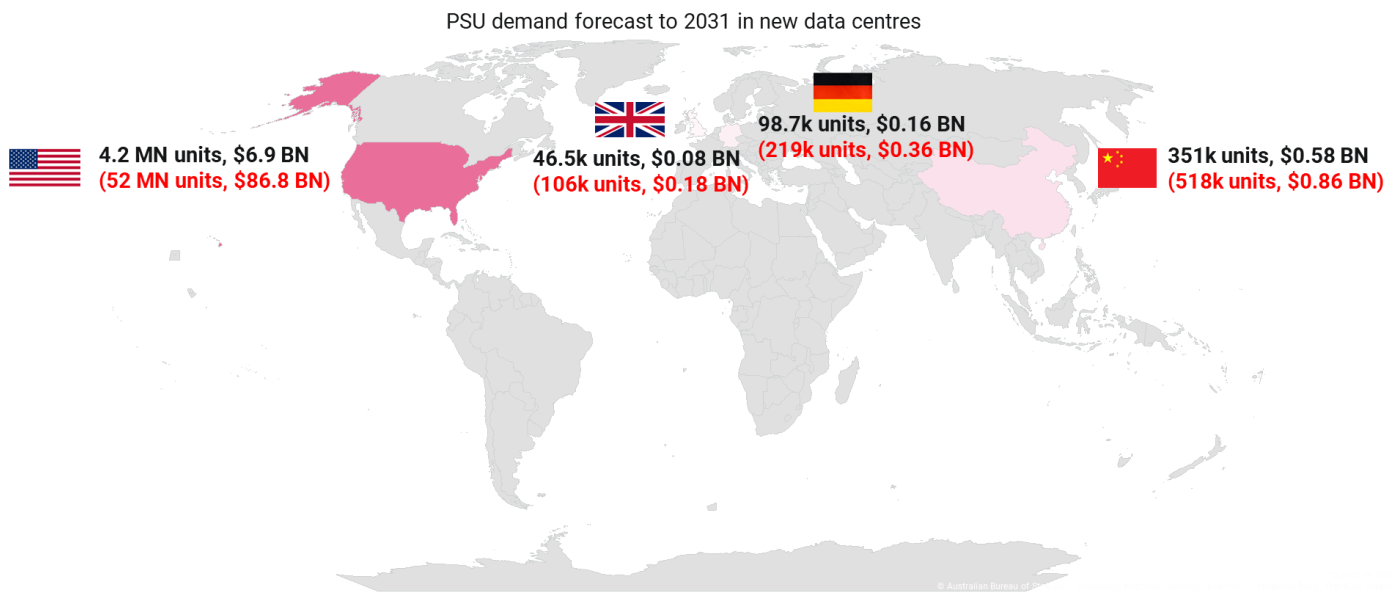 PSU demand forecast to 2031 in new data centres
4.2 MN units, $6.9 BN
(52 MN units, $86.8 BN)
46.5k units, $0.08 BN
(106k units, $0.18 BN)
98.7k units, $0.16 BN
(219k units, $0.36 BN)
351k units, $0.58 BN
(518k units, $0.86 BN)
© Australian Bureau of